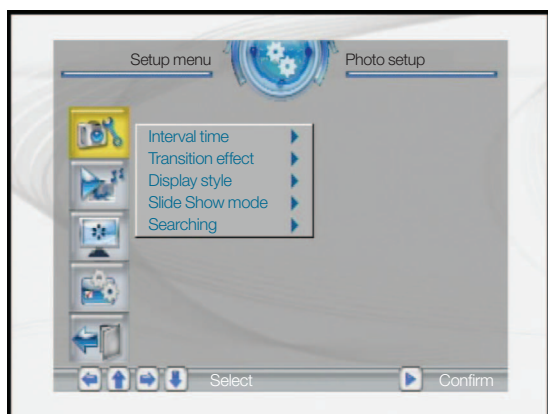 Setup menu
Photo setup
Interval time
Transition effect
Display style
Slide Show mode
Searching
Select
Confirm